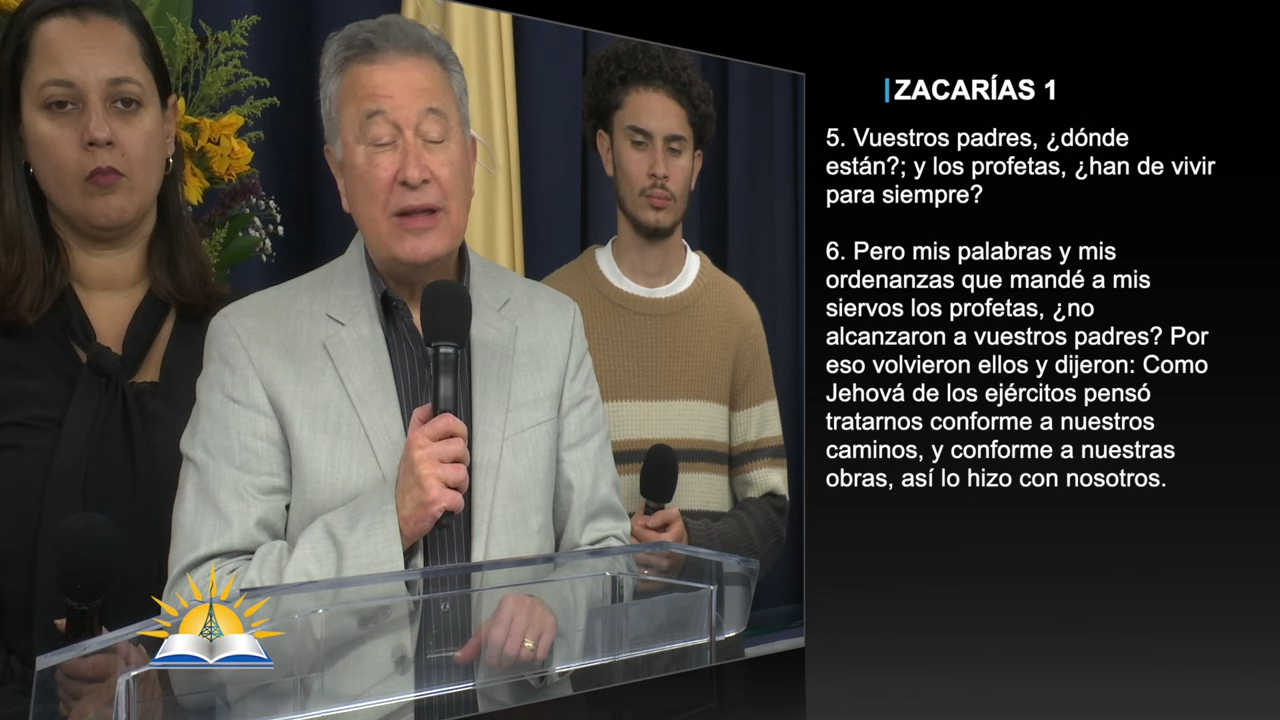 ZACARÍAS 1
5. Vuestros padres, ¿dónde
están?; y los profetas, ¿han de vivir
para siempre?
6. Pero mis palabras y mis
ordenanzas que mandé a mis
siervos los profetas, ¿no
alcanzaron a vuestros padres? Por
eso volvieron ellos y dijeron: Como
Jehová de los ejércitos pensó
tratarnos conforme a nuestros
caminos, y conforme a nuestras
obras, así lo hizo con nosotros.